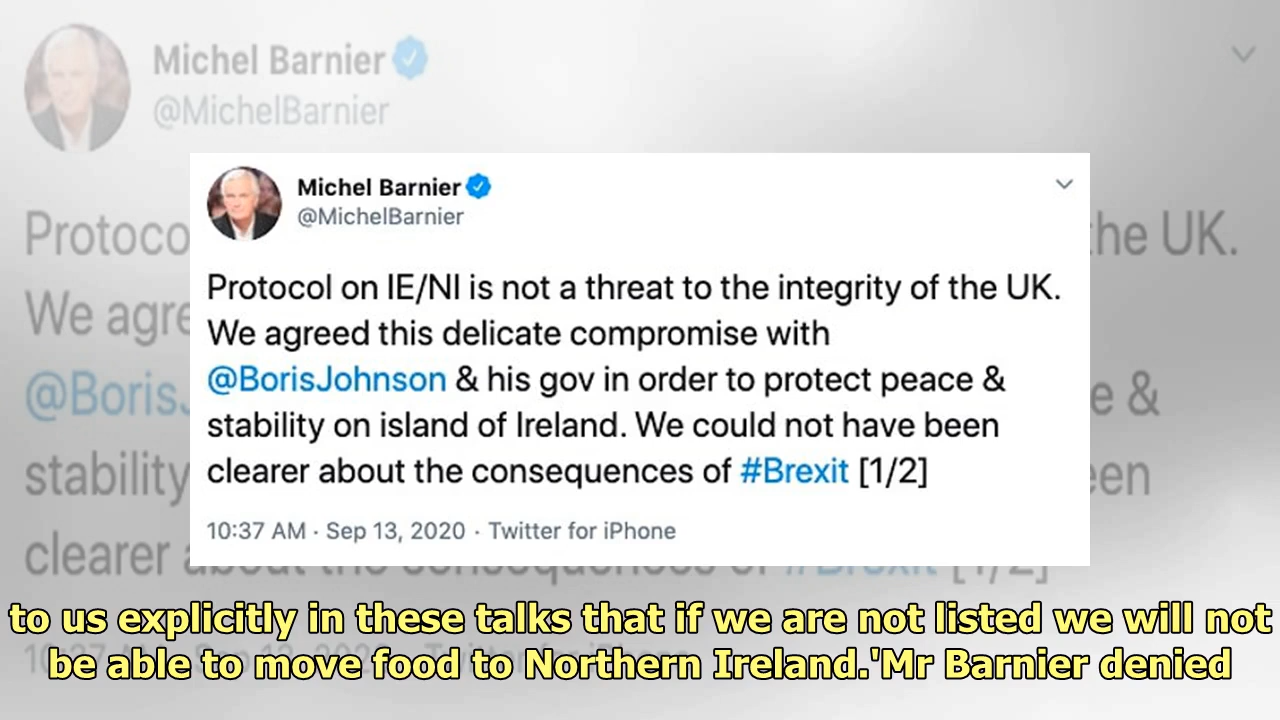 Michel Barnier
@MichelBarnier
Michel Barnier
@MichelBarnier
Protocol on IE/NI is not a threat to the integrity of the UK.
We agreed this delicate compromise with
@BorisJohnson & his gov in order to protect peace &
stability on island of Ireland. We could not have been
clearer about the consequences of #Brexit [1/2]
10:37 AM · Sep 13, 2020 · Twitter for iPhone
to us explicitly in these talks that if we are not listed we will not
be able to move food to Northern Ireland.'Mr Barnier denied